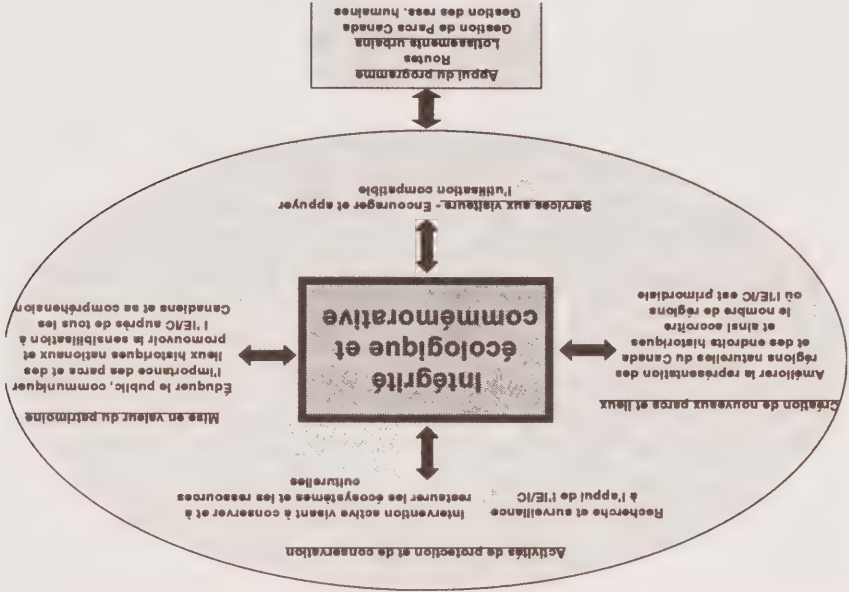 Activités de protection et de conservation
Recherche et surveillance
à l'appui de l'IE/IC
Intervention active visant à conserver et à
restaurer les écosystèmes et les ressources
culturelles
Création de nouveaux parcs et lieux
Améliorer la représentation des
régions naturelles du Canada
et des endroits historiques
et ainsi accroître
le nombre de régions
où l'IE/IC est primordiale
Intégrité
écologique et
commémorative
Mise en valeur du patrimoine
Éduquer le public, communiquer
l'importance des parcs et des
lieux historiques nationaux et
promouvoir la sensibilisation à
l'IE/IC auprès de tous les
Canadiens et sa compréhension
Services aux visiteurs - Encourager et appuyer
l'utilisation compatible
Appui du programme
Routes
Lotissements urbains
Gestion de Parcs Canada
Gestion des ress. humaines